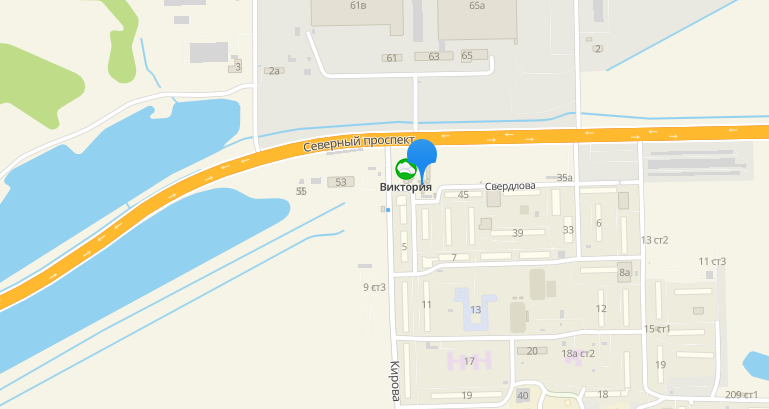 61в
65а
61
63
65
2
3
2а
Северный проспект
53
Виктория
Свердлова
35а
45
5
39
33
6
13 ст2
7
8а
11 ст3
9 ст3
11
13
12
15 ст1
17
20
18а ст2
19
Кирова
19
40
18
209 ст1